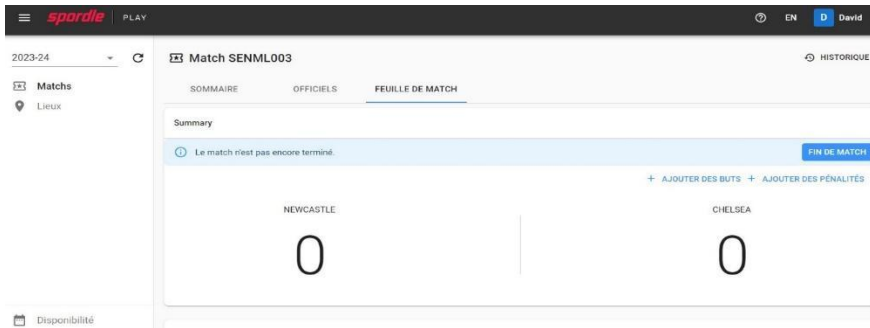 spordle PLAY EN D David
2023-24 Match SENML003 HISTORIQUE
Matchs
Lieux
SOMMAIRE OFFICIELS FEUILLE DE MATCH
Summary
Le match n'est pas encore terminé. FIN DE MATCH
+ AJOUTER DES BUTS + AJOUTER DES PÉNALITÉS
NEWCASTLE CHELSEA
0 0
Disponibilité